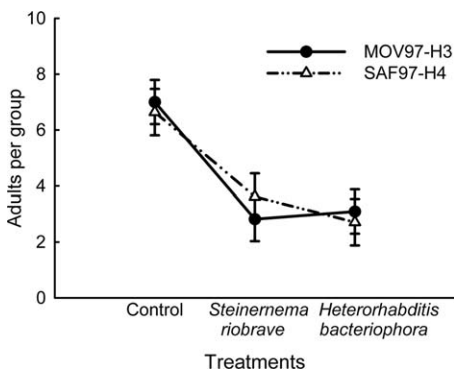 10
8
6
4
2
0
Adults per group
MOV97-H3
SAF97-H4
Control
Steinernema
riobrave
Heterorhabditis
bacteriophora
Treatments